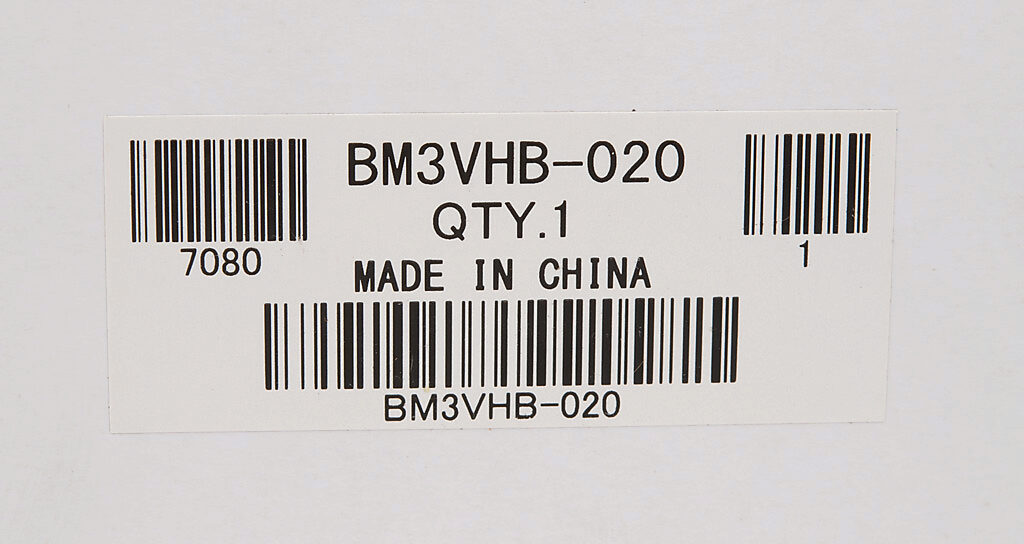 BM3VHB-020
QTY.1
7080
1
MADE IN CHINA
BM3VHB-020